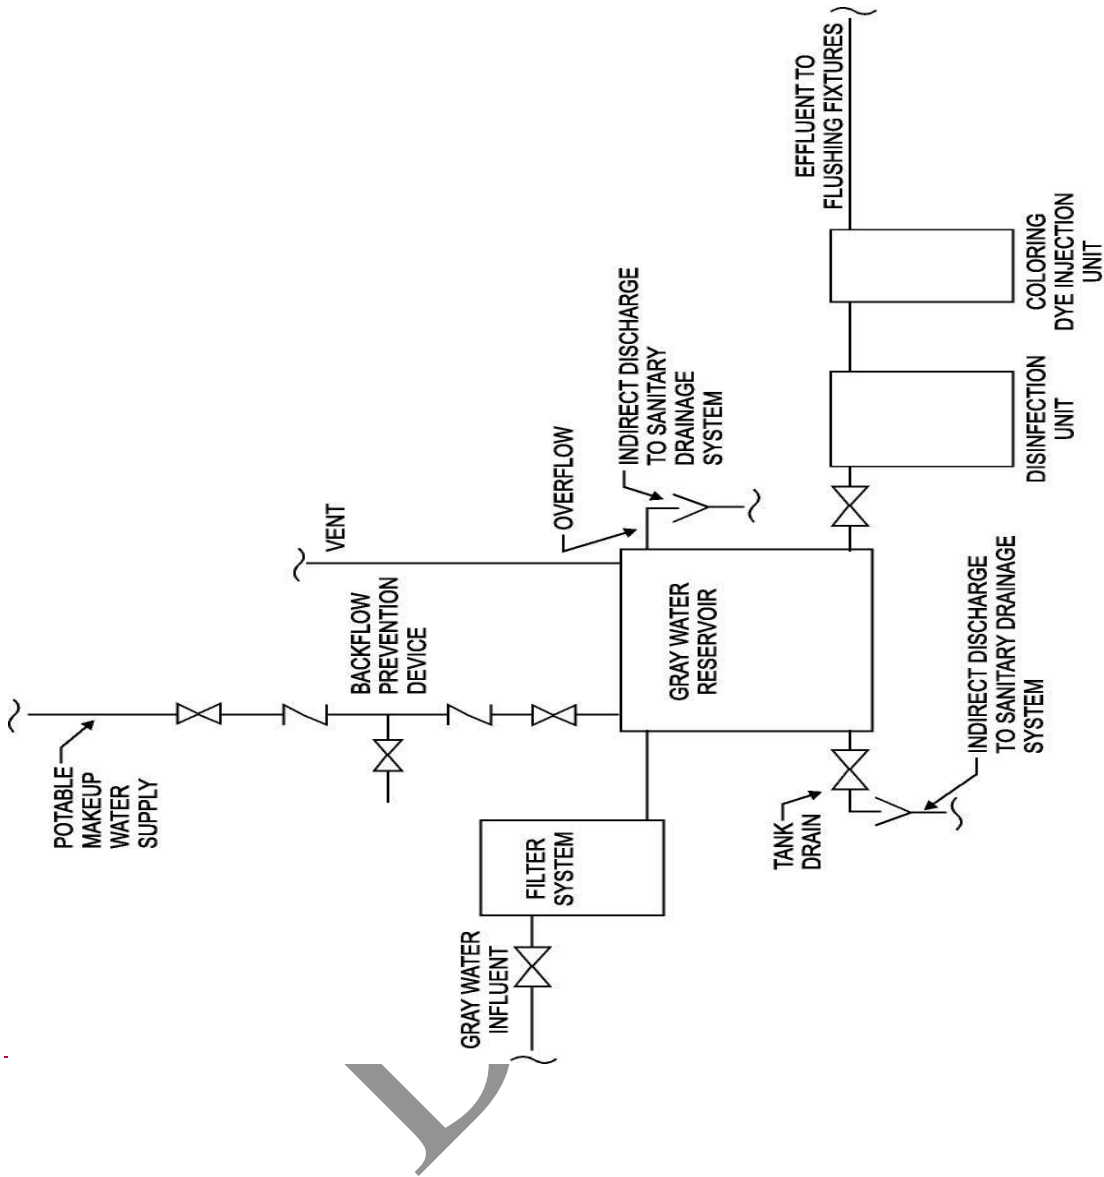 POTABLE
MAKEUP
WATER
SUPPLY
BACKFLOW
PREVENTION
DEVICE
VENT
GRAY WATER
INFLUENT
FILTER
SYSTEM
GRAY WATER
RESERVOIR
OVERFLOW
INDIRECT DISCHARGE
TO SANITARY
DRAINAGE
SYSTEM
TANK
DRAIN
INDIRECT DISCHARGE
TO SANITARY DRAINAGE
SYSTEM
DISINFECTION
UNIT
COLORING
DYE INJECTION
UNIT
EFFLUENT TO
FLUSHING FIXTURES